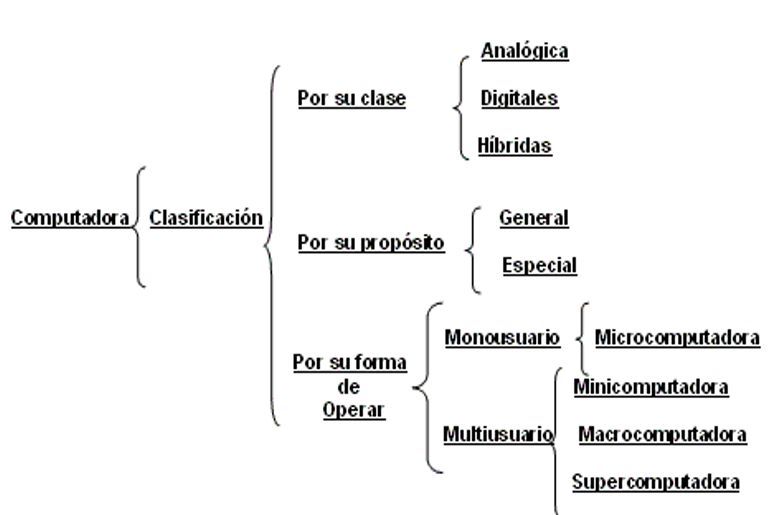 Computadora
Clasificación
Por su clase
Analógica
Digitales
Híbridas
Por su propósito
General
Especial
Por su forma
de
Operar
Monousuario
Microcomputadora
Multiusuario
Minicomputadora
Macrocomputadora
Supercomputadora